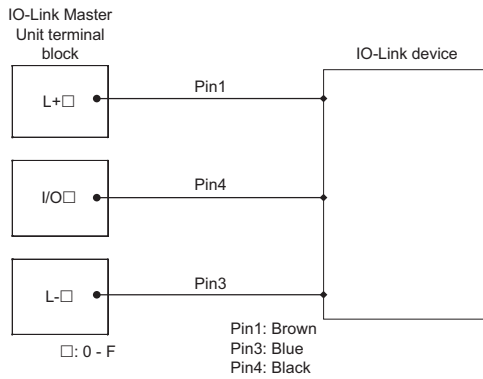 IO-Link Master
Unit terminal
block
IO-Link device
L+□
Pin1
I/O□
Pin4
L-□
Pin3
□: 0 - F
Pin1: Brown
Pin3: Blue
Pin4: Black